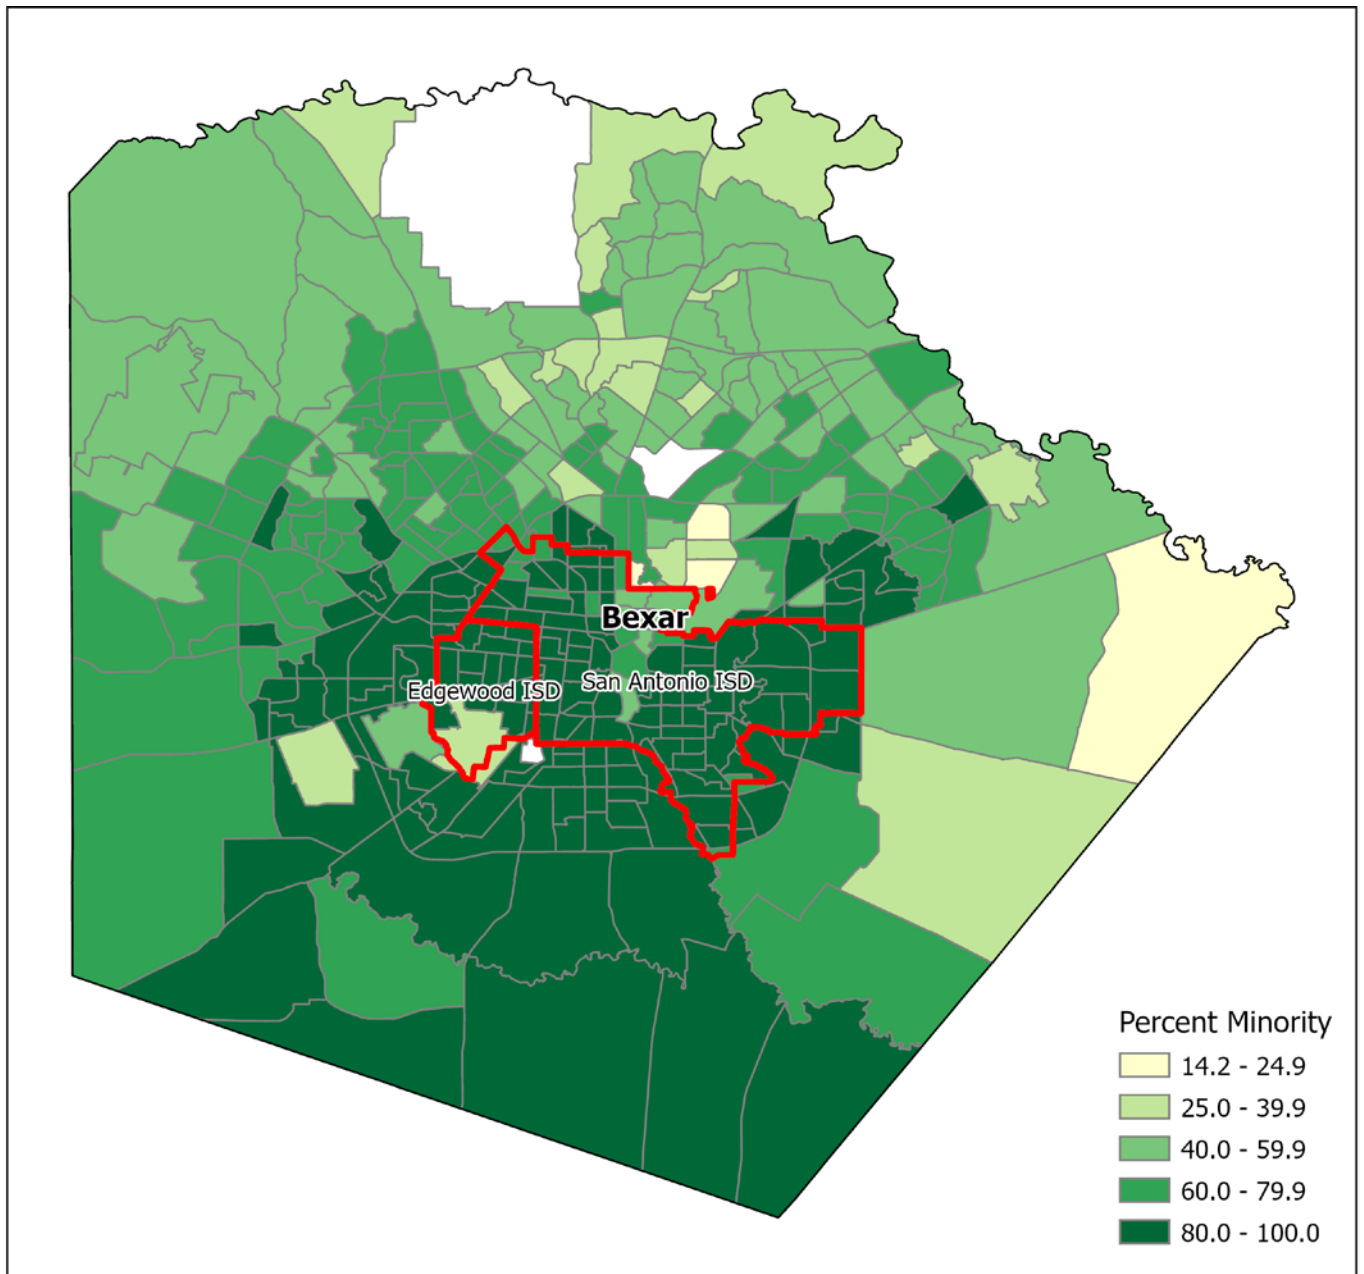 Bexar
Edgewood ISD
San Antonio ISD
Percent Minority
14.2 - 24.9
25.0 - 39.9
40.0 - 59.9
60.0 - 79.9
80.0 - 100.0